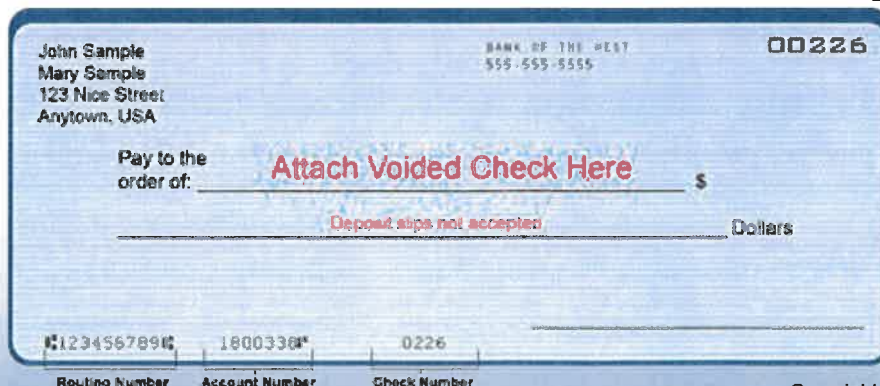 John Sample
Mary Sample
123 Nice Street
Anytown, USA
BANK OF THE WEST
555-555-5555
00226
Pay to the
order of:
Attach Voided Check Here
$
Deposit slips not accepted
Dollars
⑆123456789⑆ 1800338⑈ 0226
Routing Number Account Number Check Number